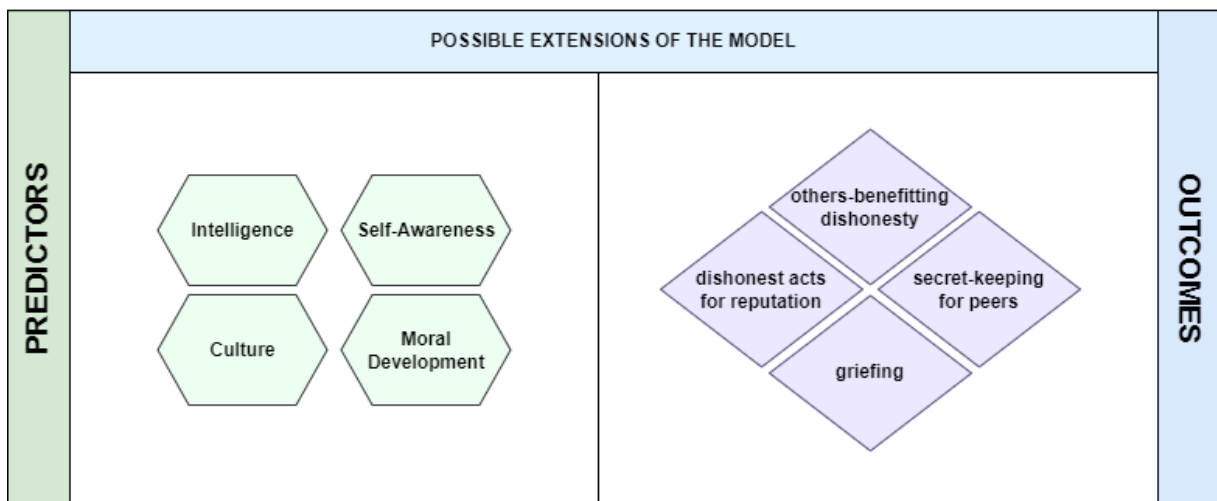 POSSIBLE EXTENSIONS OF THE MODEL
PREDICTORS
Intelligence
Self-Awareness
Culture
Moral
Development
others-benefitting
dishonesty
dishonest acts
for reputation
secret-keeping
for peers
griefing
OUTCOMES